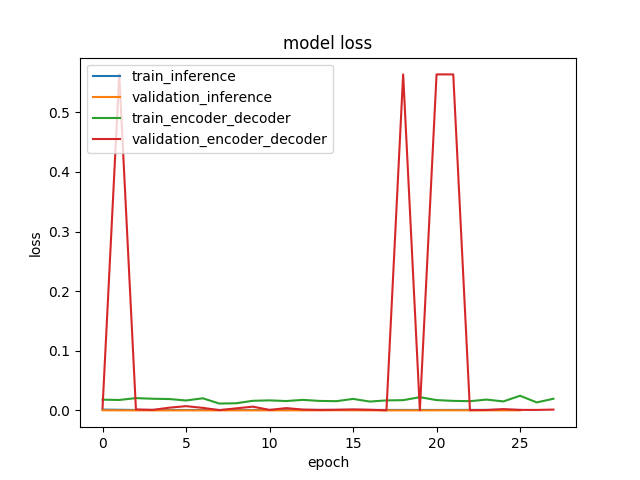 model loss
train_inference
validation_inference
train_encoder_decoder
validation_encoder_decoder
loss
0.5
0.4
0.3
0.2
0.1
0.0
0 5 10 15 20 25
epoch